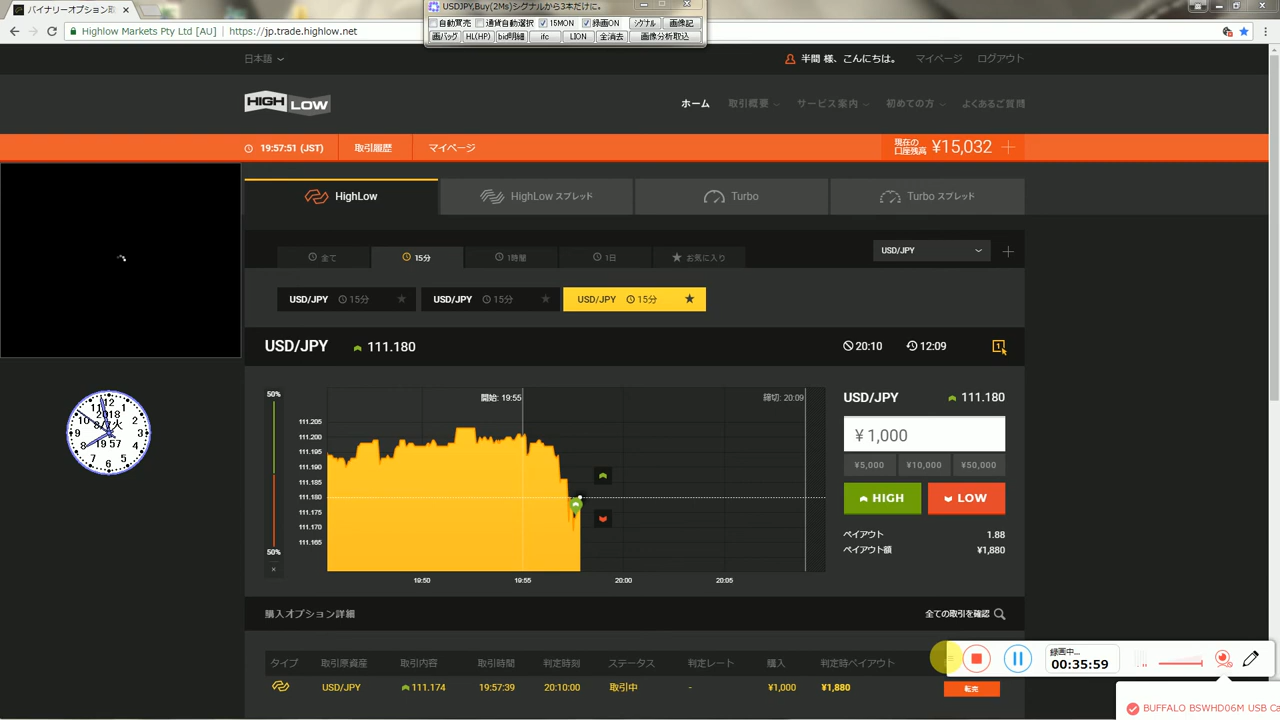 バイナリーオプション取
USDJPY,Buy(2Ms)シグナルから3本だけに。
自動買売 通貨自動選択 15MON 録画ON シグナル 画像記
画バッグ HL(HP) bid明細 ifc LION 全消去 画像分析取込
Highlow Markets Pty Ltd [AU] https://jp.trade.highlow.net
日本語 半間 様、こんにちは。 マイページ ログアウト
HIGH LOW ホーム 取引概要 サービス案内 初めての方 よくあるご質問
19:57:51 (JST) 取引履歴 マイページ 現在の口座残高 ¥15,032
HighLow HighLow スプレッド Turbo Turbo スプレッド
全て 15分 1時間 1日 お気に入り USD/JPY
USD/JPY 15分 USD/JPY 15分 USD/JPY 15分
USD/JPY 111.180 20:10 12:09 1
50% 開始: 19:55 締切: 20:09 USD/JPY 111.180
111.205
111.200 ¥ 1,000
111.195
111.190 ¥5,000 ¥10,000 ¥50,000
111.185
111.180 HIGH LOW
111.175
111.170
111.165 ペイアウト 1.88
50% ペイアウト額 ¥1,880
19:50 19:55 20:00 20:05
購入オプション詳細 全ての取引を確認
タイプ 取引原資産 取引内容 取引時間 判定時刻 ステータス 判定レート 購入 判定時ペイアウト
USD/JPY 111.174 17:57:39 20:10:00 取引中 - ¥1,000 ¥1,880 転売
録画中...
00:35:59
BUFFALO BSWHD06M USB Ca